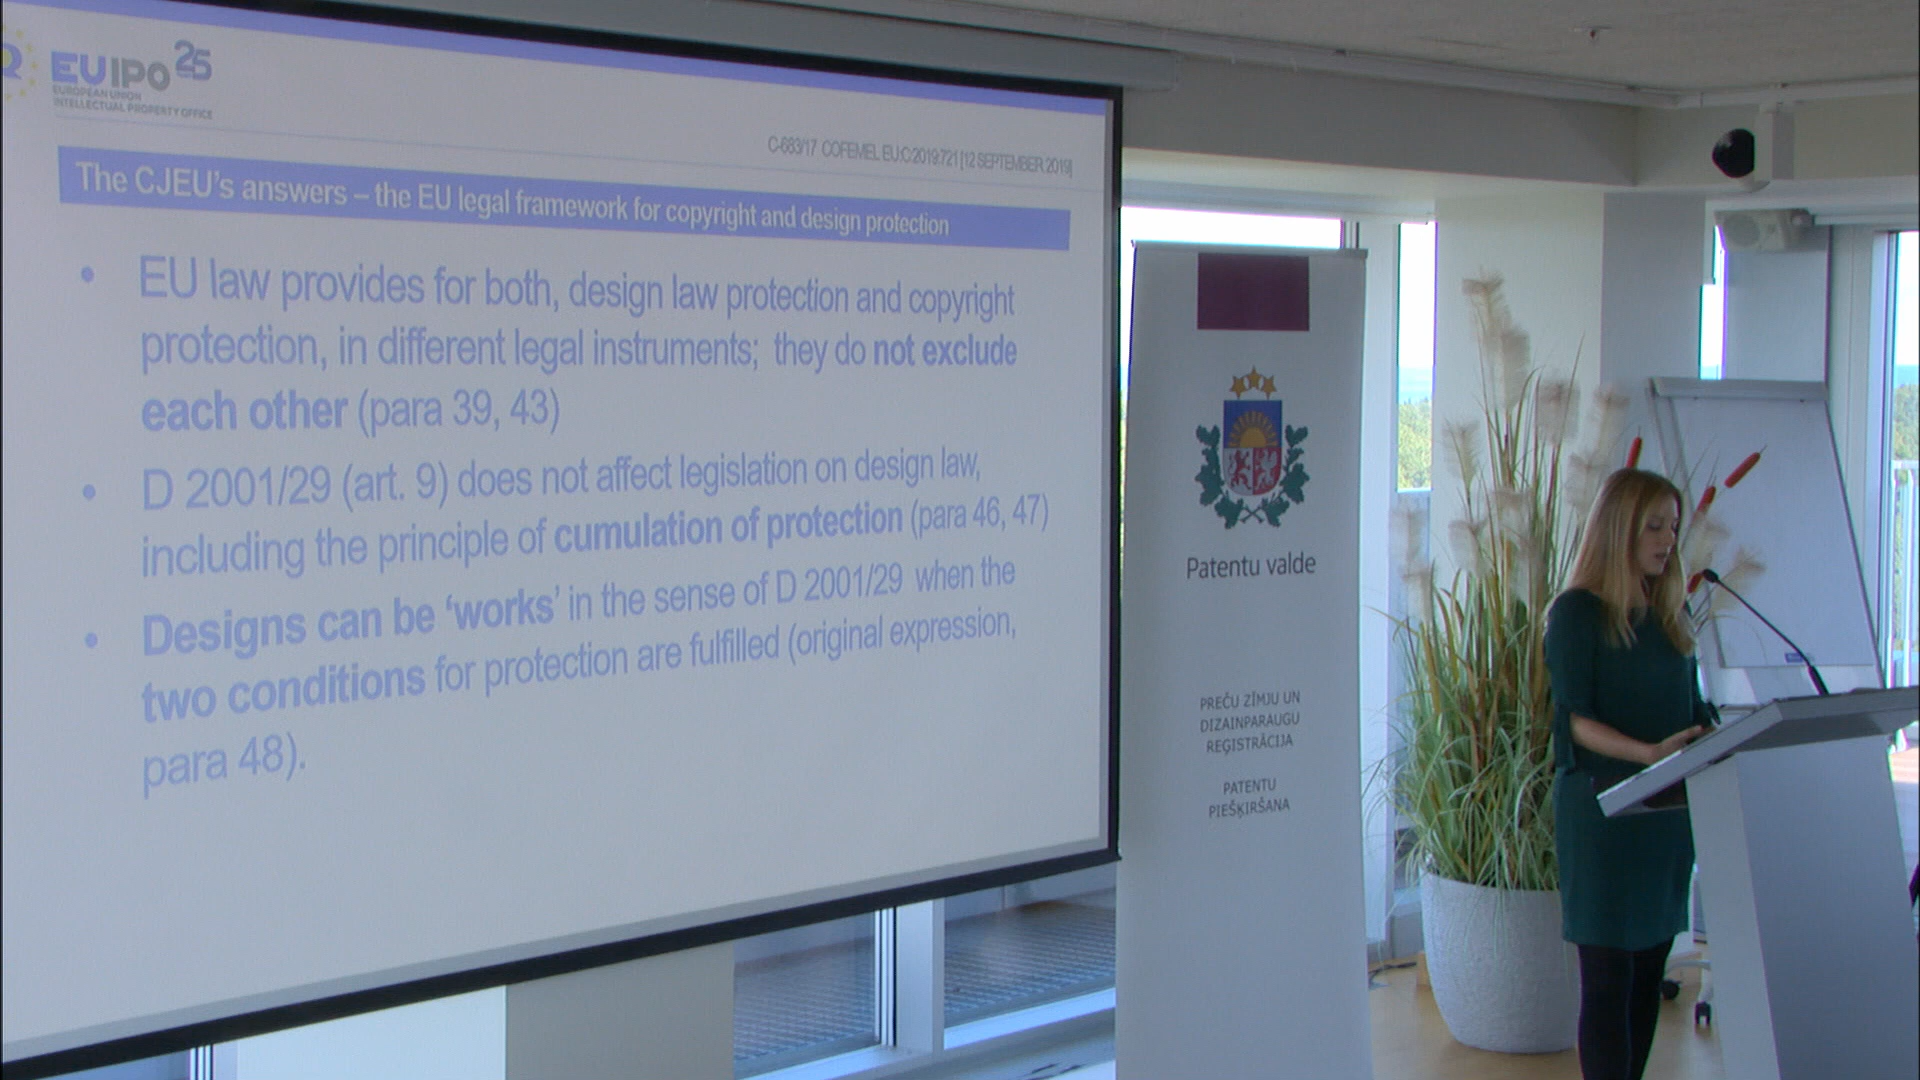 EUIPO 25
EUROPEAN UNION
INTELLECTUAL PROPERTY OFFICE
C-683/17 COFEMEL EU:C:2019:721 [12 SEPTEMBER 2019]
The CJEU's answers – the EU legal framework for copyright and design protection
• EU law provides for both, design law protection and copyright
protection, in different legal instruments; they do not exclude
each other (para 39, 43)
• D 2001/29 (art. 9) does not affect legislation on design law,
including the principle of cumulation of protection (para 46, 47)
• Designs can be ‘works’ in the sense of D 2001/29 when the
two conditions for protection are fulfilled (original expression,
para 48).
Patentu valde
PREČU ZĪMJU UN
DIZAINPARAUGU
REĢISTRĀCIJA
PATENTU
PIEŠĶIRŠANA